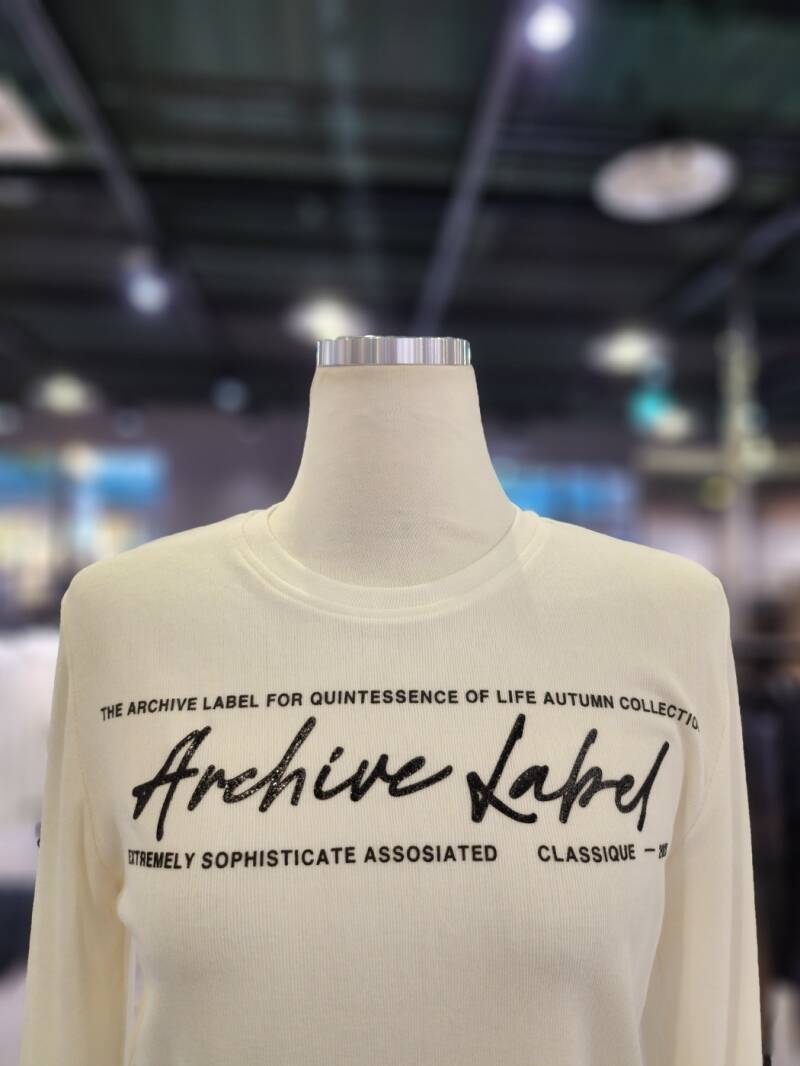 THE ARCHIVE LABEL FOR QUINTESSENCE OF LIFE AUTUMN
Archive Label
EXTREMELY SOPHISTICATE ASSOSIATED CLASSIQUE —